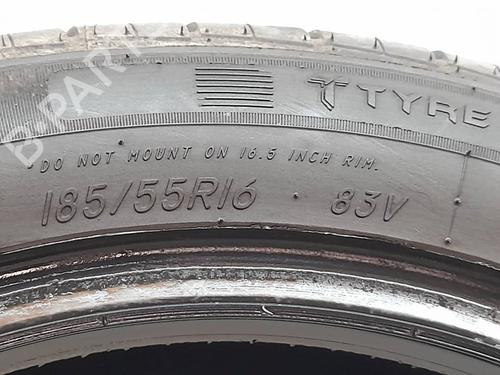 B-PARTS
TYRE
DO NOT MOUNT ON 16.5 INCH RIM.
185/55R16 83V